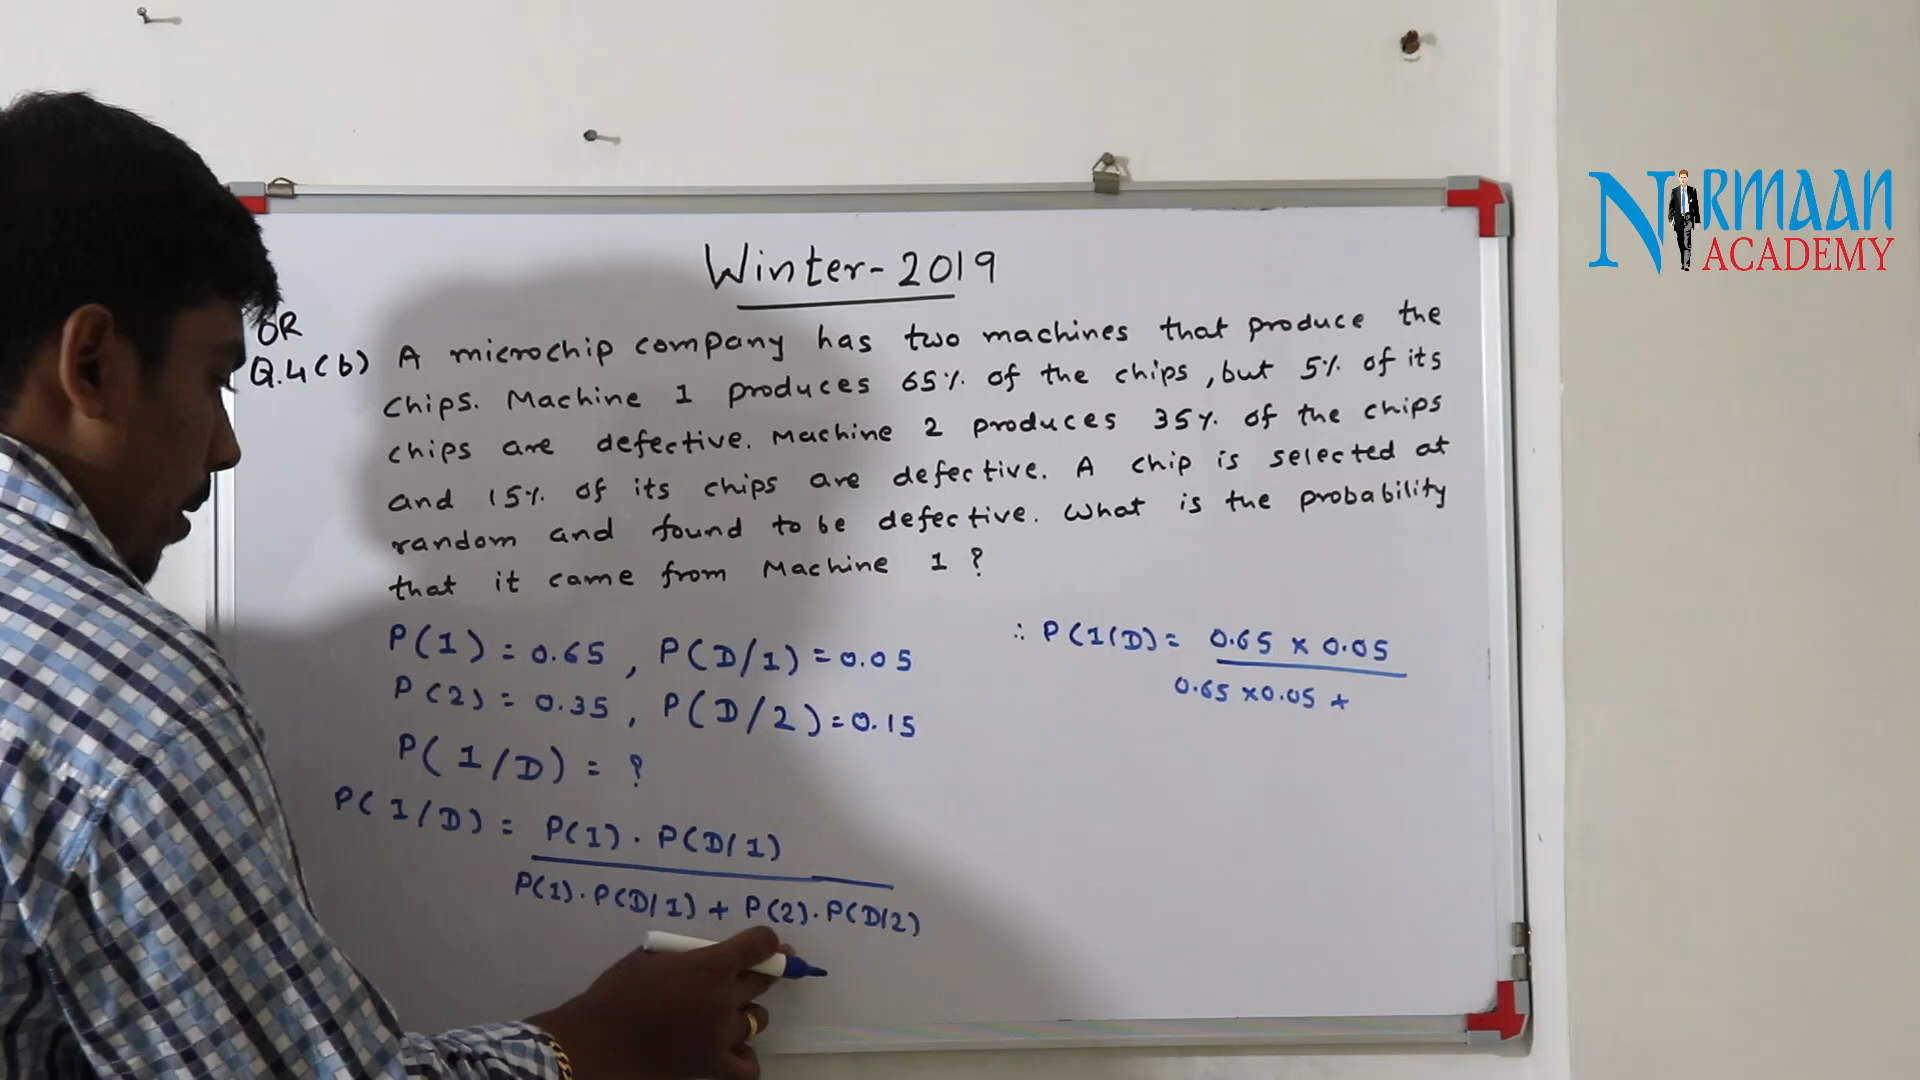 NIRMAAN
ACADEMY
Winter-2019
OR
Q.4(b) A microchip company has two machines that produce the
chips. Machine 1 produces 65% of the chips, but 5% of its
chips are defective. Machine 2 produces 35% of the chips
and 15% of its chips are defective. A chip is selected at
random and found to be defective. What is the probability
that it came from Machine 1 ?
P(1) = 0.65 , P(D/1) = 0.05
P(2) = 0.35 , P(D/2) = 0.15
P(1/D) = ?
P(1/D) = P(1) . P(D/1)
P(1) . P(D/1) + P(2) . P(D/2)
∴ P(1/D) = 0.65 x 0.05
0.65 x 0.05 +